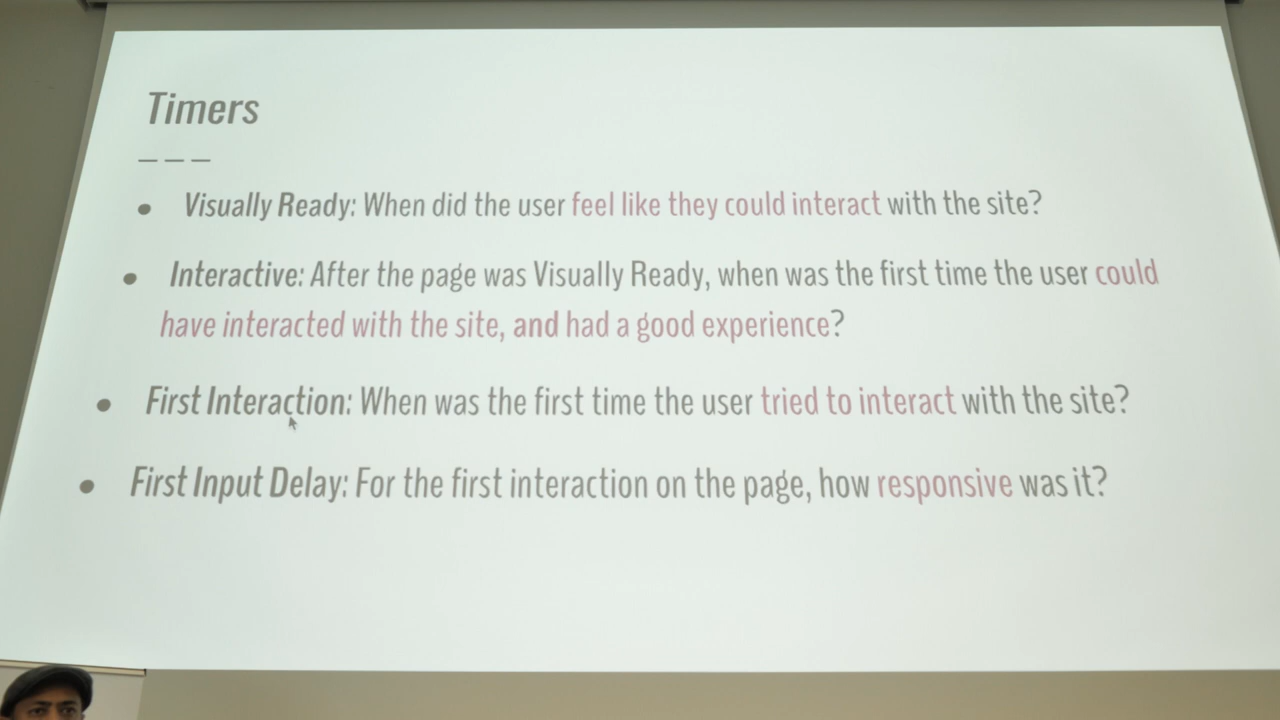 Timers
• Visually Ready: When did the user feel like they could interact with the site?
• Interactive: After the page was Visually Ready, when was the first time the user could
have interacted with the site, and had a good experience?
• First Interaction: When was the first time the user tried to interact with the site?
• First Input Delay: For the first interaction on the page, how responsive was it?